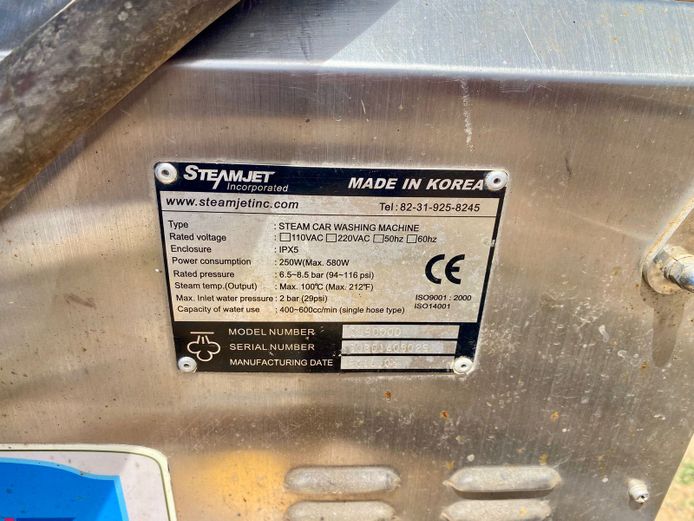 STEAMJET
Incorporated
MADE IN KOREA
www.steamjetinc.com Tel : 82-31-925-8245
Type : STEAM CAR WASHING MACHINE
Rated voltage : □110VAC □220VAC □50hz □60hz
Enclosure : IPX5
Power consumption : 250W(Max. 580W
Rated pressure : 6.5~8.5 bar (94~116 psi)
Steam temp.(Output) : Max. 100℃ (Max. 212℉)
Max. Inlet water pressure : 2 bar (29psi)
Capacity of water use : 400~600cc/min (single hose type)
CE
ISO9001 : 2000
ISO14001
MODEL NUMBER
SERIAL NUMBER
MANUFACTURING DATE